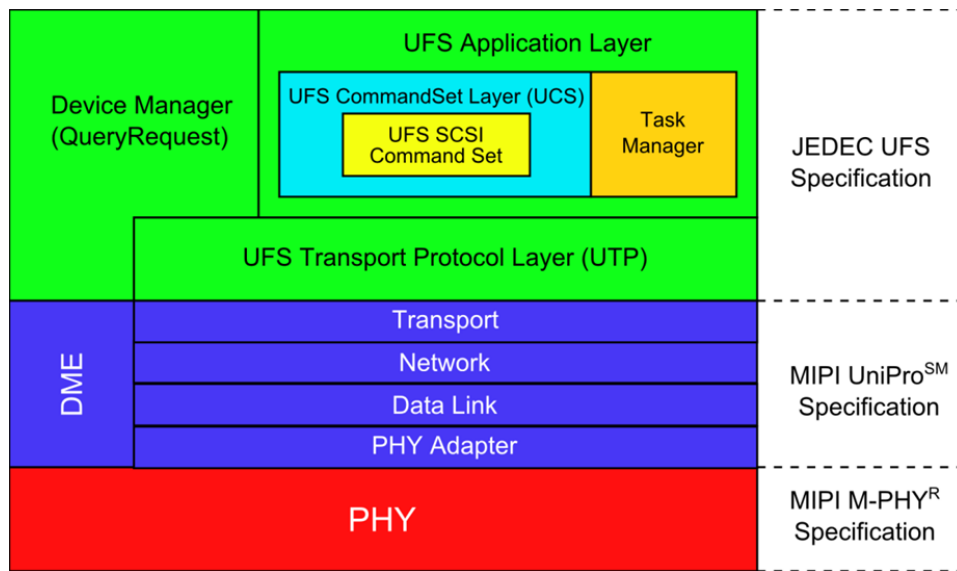 Device Manager
(QueryRequest)
UFS Application Layer
UFS CommandSet Layer (UCS)
UFS SCSI
Command Set
Task
Manager
UFS Transport Protocol Layer (UTP)
JEDEC UFS
Specification
DME
Transport
Network
Data Link
PHY Adapter
MIPI UniPro^SM
Specification
PHY
MIPI M-PHY^R
Specification